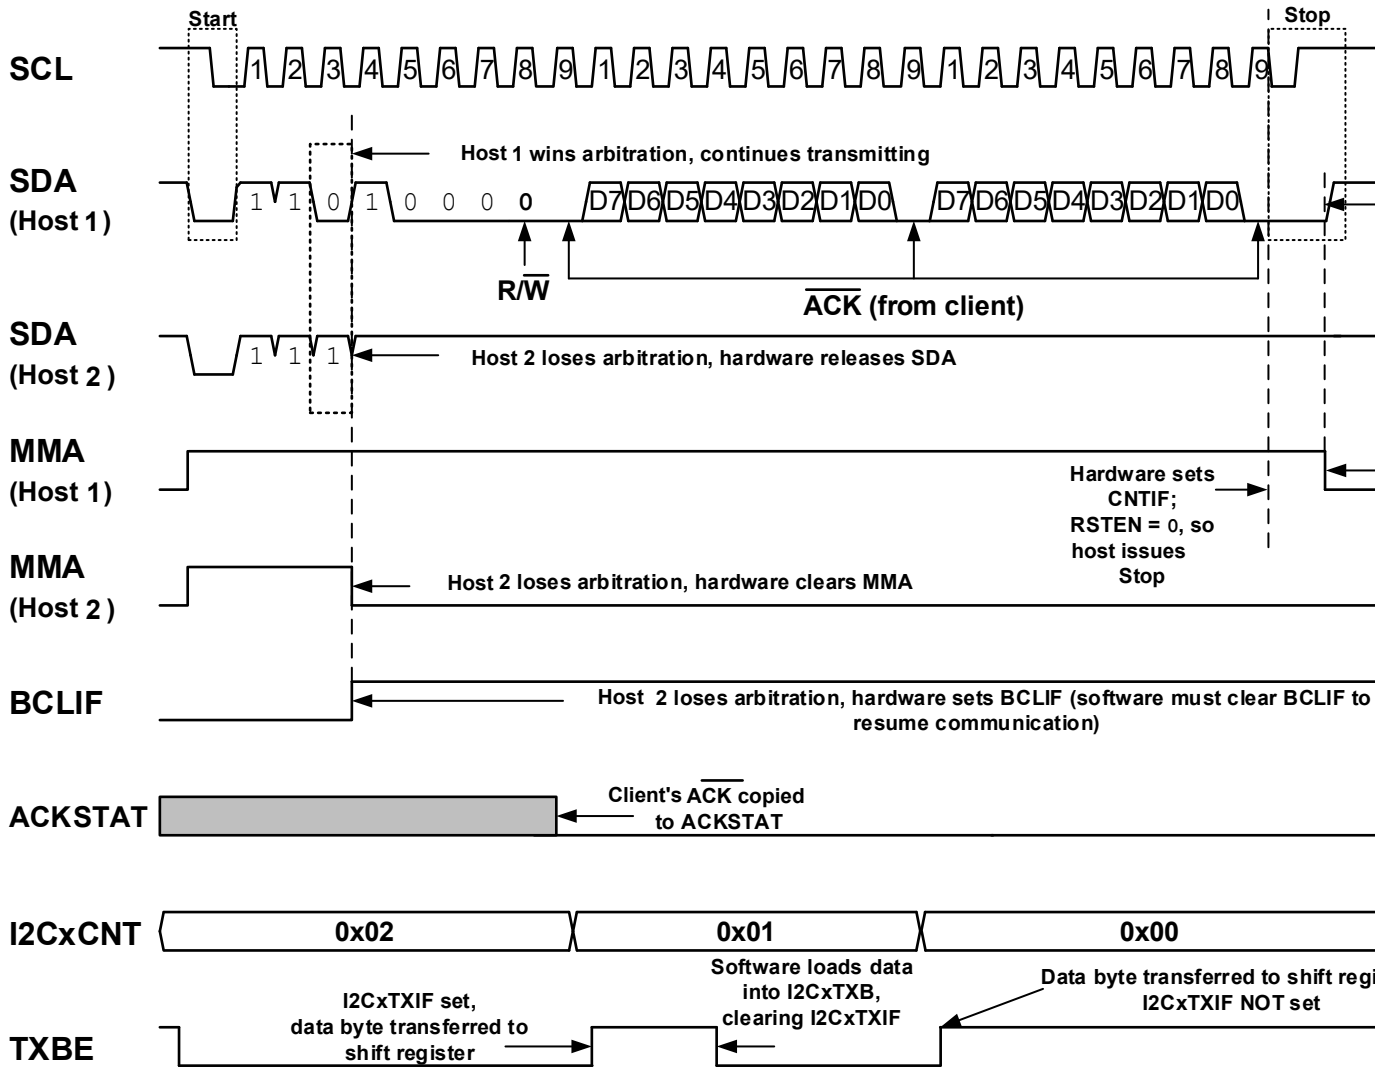 Start
Stop
SCL
1 2 3 4 5 6 7 8 9 1 2 3 4 5 6 7 8 9 1 2 3 4 5 6 7 8 9
Host 1 wins arbitration, continues transmitting
SDA
(Host 1)
1 1 0 1 0 0 0 0 D7 D6 D5 D4 D3 D2 D1 D0 D7 D6 D5 D4 D3 D2 D1 D0
R/W
ACK (from client)
SDA
(Host 2 )
1 1 1
Host 2 loses arbitration, hardware releases SDA
MMA
(Host 1)
Hardware sets
CNTIF;
RSTEN = 0, so
host issues
Stop
MMA
(Host 2 )
Host 2 loses arbitration, hardware clears MMA
BCLIF
Host 2 loses arbitration, hardware sets BCLIF (software must clear BCLIF to
resume communication)
ACKSTAT
Client's ACK copied
to ACKSTAT
I2CxCNT
0x02 0x01 0x00
TXBE
I2CxTXIF set,
data byte transferred to
shift register
Software loads data
into I2CxTXB,
clearing I2CxTXIF
Data byte transferred to shift regi
I2CxTXIF NOT set